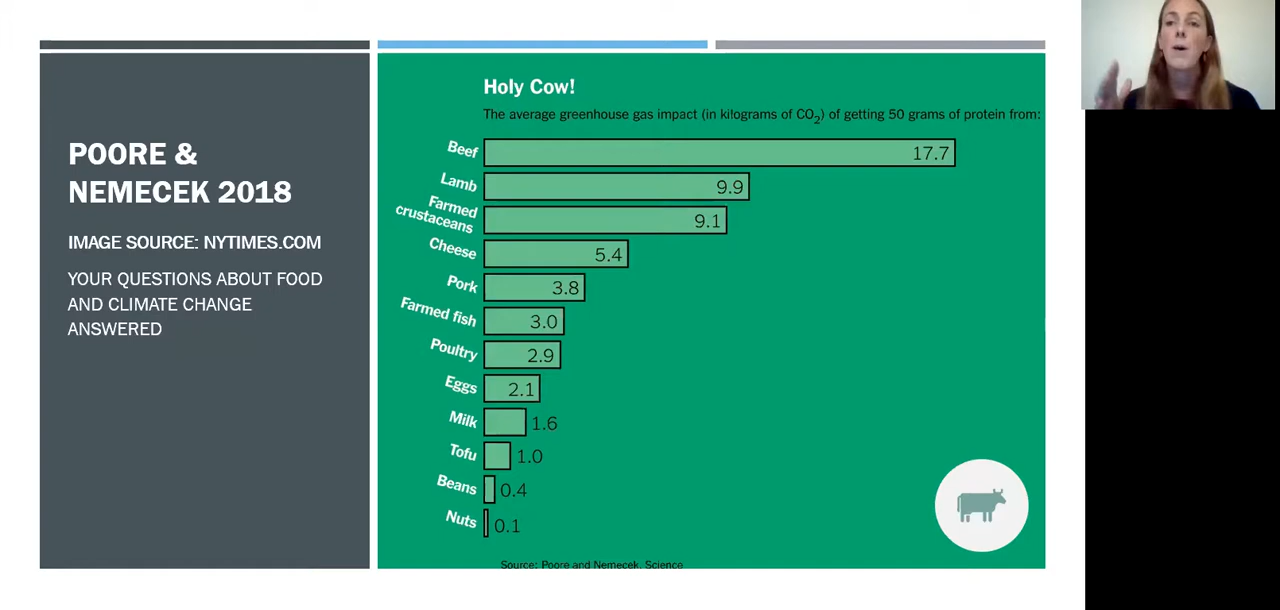 POORE &
NEMECEK 2018
IMAGE SOURCE: NYTIMES.COM
YOUR QUESTIONS ABOUT FOOD
AND CLIMATE CHANGE
ANSWERED
Holy Cow!
The average greenhouse gas impact (in kilograms of CO2) of getting 50 grams of protein from:
Beef 17.7
Lamb 9.9
Farmed
crustaceans 9.1
Cheese 5.4
Pork 3.8
Farmed fish 3.0
Poultry 2.9
Eggs 2.1
Milk 1.6
Tofu 1.0
Beans 0.4
Nuts 0.1
Source: Poore and Nemecek, Science